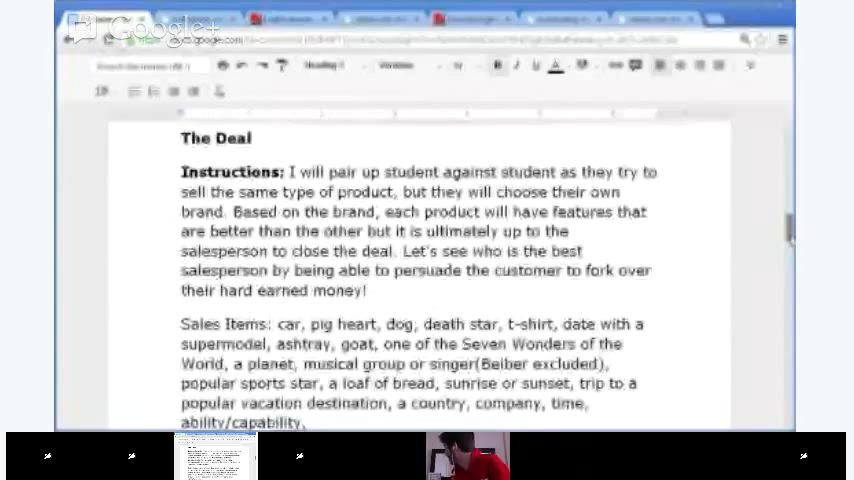 Google+
The Deal
Instructions: I will pair up student against student as they try to
sell the same type of product, but they will choose their own
brand. Based on the brand, each product will have features that
are better than the other but it is ultimately up to the
salesperson to close the deal. Let's see who is the best
salesperson by being able to persuade the customer to fork over
their hard earned money!
Sales Items: car, pig heart, dog, death star, t-shirt, date with a
supermodel, ashtray, goat, one of the Seven Wonders of the
World, a planet, musical group or singer(Beiber excluded),
popular sports star, a loaf of bread, sunrise or sunset, trip to a
popular vacation destination, a country, company, time,
ability/capability,